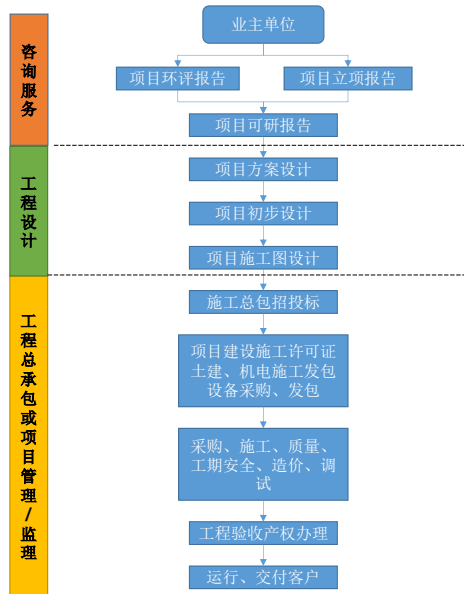 业主单位
咨询服务
项目环评报告
项目立项报告
项目可研报告
工程设计
项目方案设计
项目初步设计
项目施工图设计
工程总承包或项目管理/监理
施工总包招投标
项目建设施工许可证
土建、机电施工发包
设备采购、发包
采购、施工、质量、
工期安全、造价、调
试
工程验收产权办理
运行、交付客户